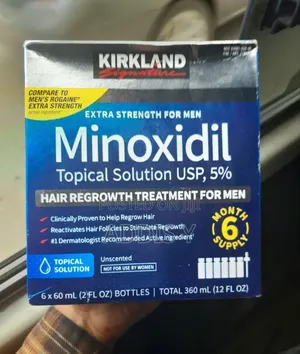 KIRKLAND
Signature
COMPARE TO
MEN'S ROGAINE®
EXTRA STRENGTH
active ingredient*
EXTRA STRENGTH FOR MEN
Minoxidil
Topical Solution USP, 5%
HAIR REGROWTH TREATMENT FOR MEN
• Clinically Proven to Help Regrow Hair
• Reactivates Hair Follicles to Stimulate Regrowth
• #1 Dermatologist Recommended Active Ingredient
MONTH
6
SUPPLY
TOPICAL
SOLUTION
Unscented
NOT FOR USE BY WOMEN
6 x 60 mL (2 FL OZ) BOTTLES | TOTAL 360 mL (12 FL OZ)